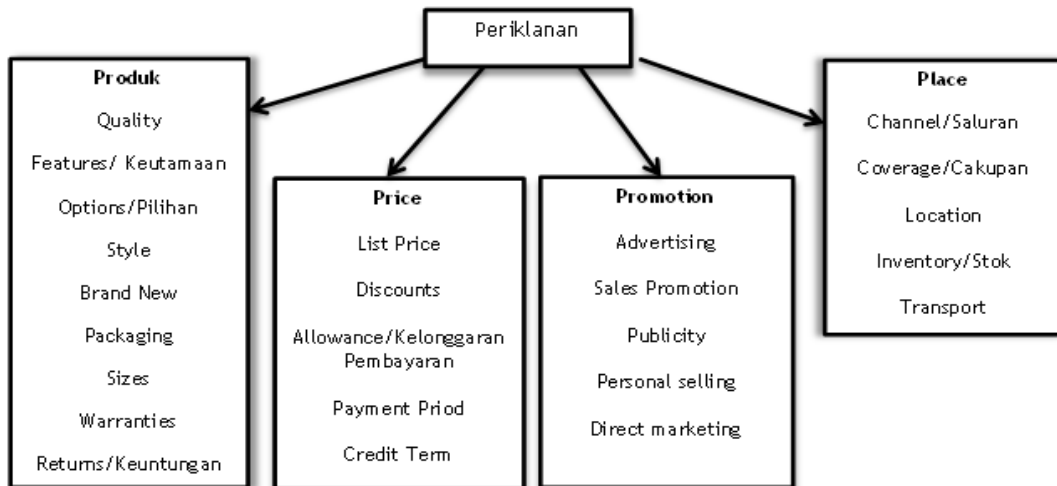 Periklanan
Produk
Quality
Features/ Keutamaan
Options/Pilihan
Style
Brand New
Packaging
Sizes
Warranties
Returns/Keuntungan
Price
List Price
Discounts
Allowance/Kelonggaran
Pembayaran
Payment Priod
Credit Term
Promotion
Advertising
Sales Promotion
Publicity
Personal selling
Direct marketing
Place
Channel/Saluran
Coverage/Cakupan
Location
Inventory/Stok
Transport